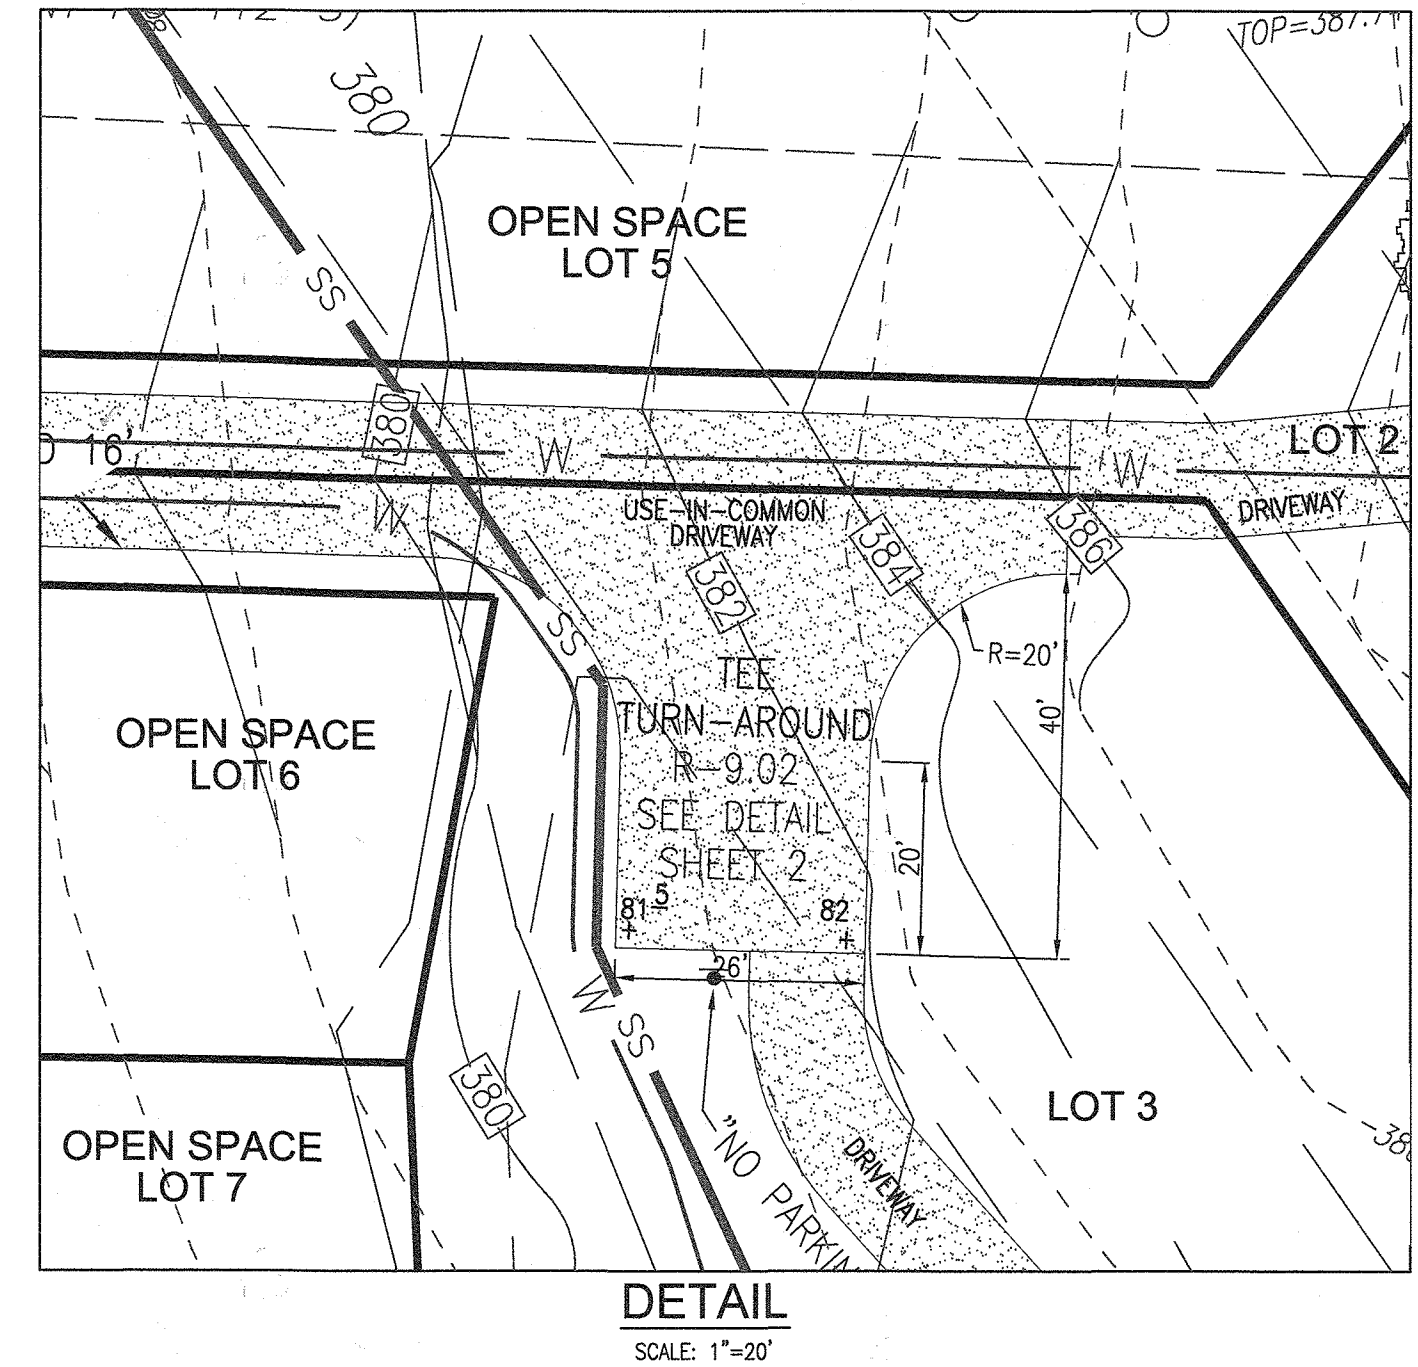 TOP=387.
380
OPEN SPACE
LOT 5
SS
380
16'
W
W
LOT 2
W
USE-IN-COMMON
DRIVEWAY
DRIVEWAY
384
386
382
SS
R=20'
TEE
TURN-AROUND
R-9.02
SEE DETAIL
SHEET 2
40'
20'
OPEN SPACE
LOT 6
81 5
82
26'
W
SS
380
LOT 3
OPEN SPACE
LOT 7
"NO PARKIN
DRIVEWAY
DETAIL
SCALE: 1"=20'